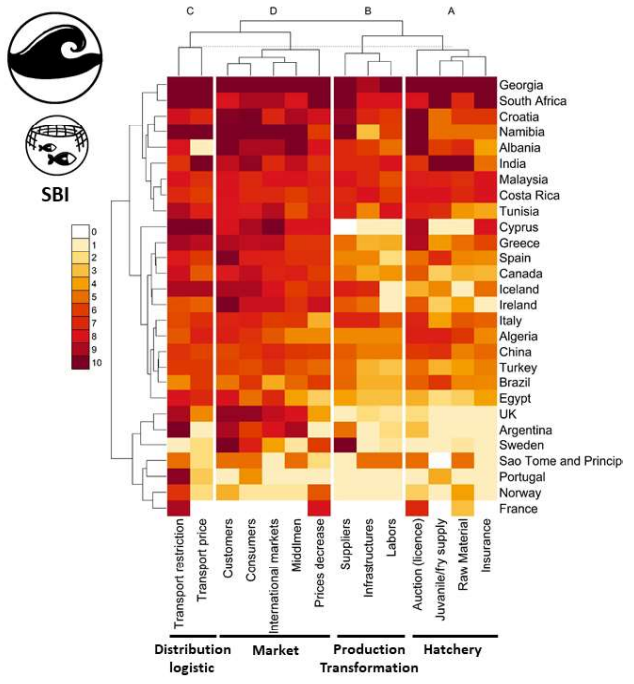 C D B A
SBI
0
1
2
3
4
5
6
7
8
9
10
Georgia
South Africa
Croatia
Namibia
Albania
India
Malaysia
Costa Rica
Tunisia
Cyprus
Greece
Spain
Canada
Iceland
Ireland
Italy
Algeria
China
Turkey
Brazil
Egypt
UK
Argentina
Sweden
Sao Tome and Principe
Portugal
Norway
France
Transport restriction
Transport price
Customers
Consumers
International markets
Middlmen
Prices decrease
Suppliers
Infrastructures
Labors
Auction (licence)
Juvanile/fry supply
Raw Material
Insurance
Distribution logistic
Market
Production Transformation
Hatchery